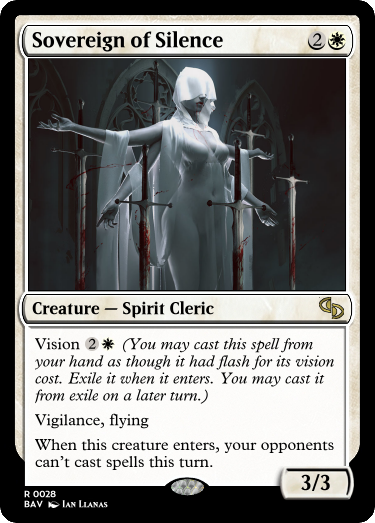 Sovereign of Silence 2
Creature — Spirit Cleric
Vision 2 (You may cast this spell from
your hand as though it had flash for its vision
cost. Exile it when it enters. You may cast it
from exile on a later turn.)
Vigilance, flying
When this creature enters, your opponents
can't cast spells this turn.
3/3
R 0028
BAV Ian Llanas